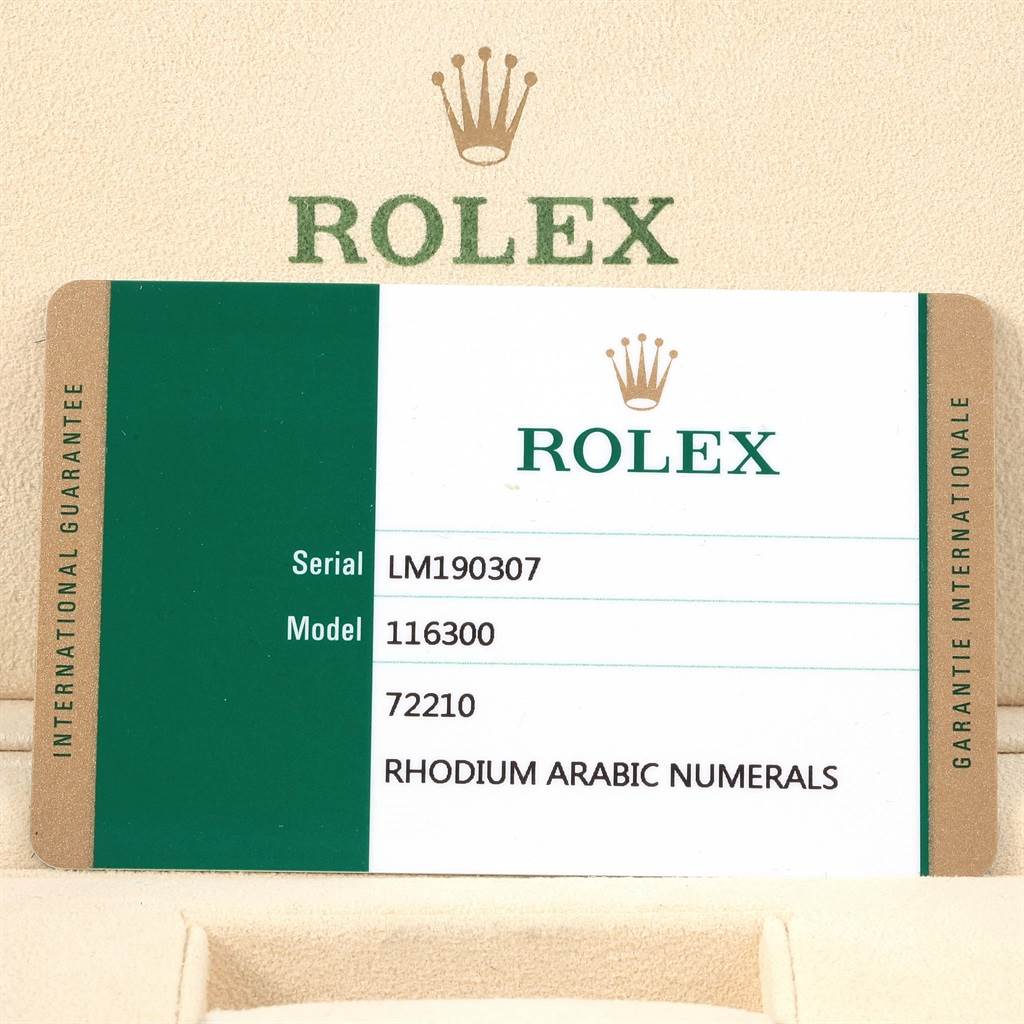 ROLEX
INTERNATIONAL GUARANTEE
ROLEX
Serial LM190307
Model 116300
72210
RHODIUM ARABIC NUMERALS
GARANTIE INTERNATIONALE